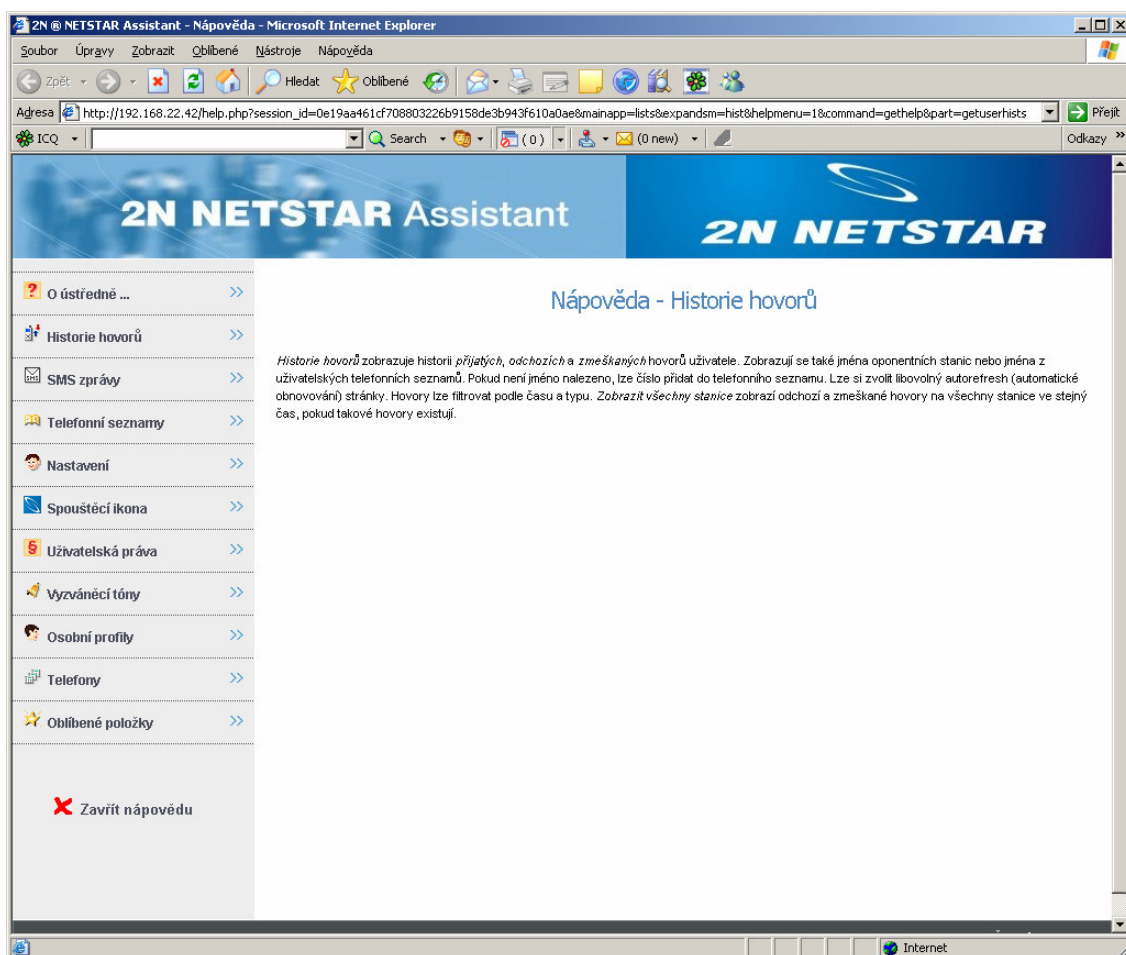 2N ® NETSTAR Assistant - Nápověda - Microsoft Internet Explorer
Soubor Úpravy Zobrazit Oblíbené Nástroje Nápověda
Zpět Hledat Oblíbené
Adresa http://192.168.22.42/help.php?session_id=0e19aa461cf708803226b9158de3b943f610a0ae&mainapp=lists&expandsm=hist&helpmenu=1&command=gethelp&part=getuserhists Přejít
ICQ Search (0) (0 new) Odkazy »
2N NETSTAR Assistant
2N NETSTAR
O ústředně ... >>
Historie hovorů >>
SMS zprávy >>
Telefonní seznamy >>
Nastavení >>
Spouštěcí ikona >>
Uživatelská práva >>
Vyzváněcí tóny >>
Osobní profily >>
Telefony >>
Oblíbené položky >>
Zavřít nápovědu
Nápověda - Historie hovorů
Historie hovorů zobrazuje historii přijatých, odchozích a zmeškaných hovorů uživatele. Zobrazují se také jména oponentních stanic nebo jména z
uživatelských telefonních seznamů. Pokud není jméno nalezeno, lze číslo přidat do telefonního seznamu. Lze si zvolit libovolný autorefresh (automatické
obnovování) stránky. Hovory lze filtrovat podle času a typu. Zobrazit všechny stanice zobrazí odchozí a zmeškané hovory na všechny stanice ve stejný
čas, pokud takové hovory existují.
Internet